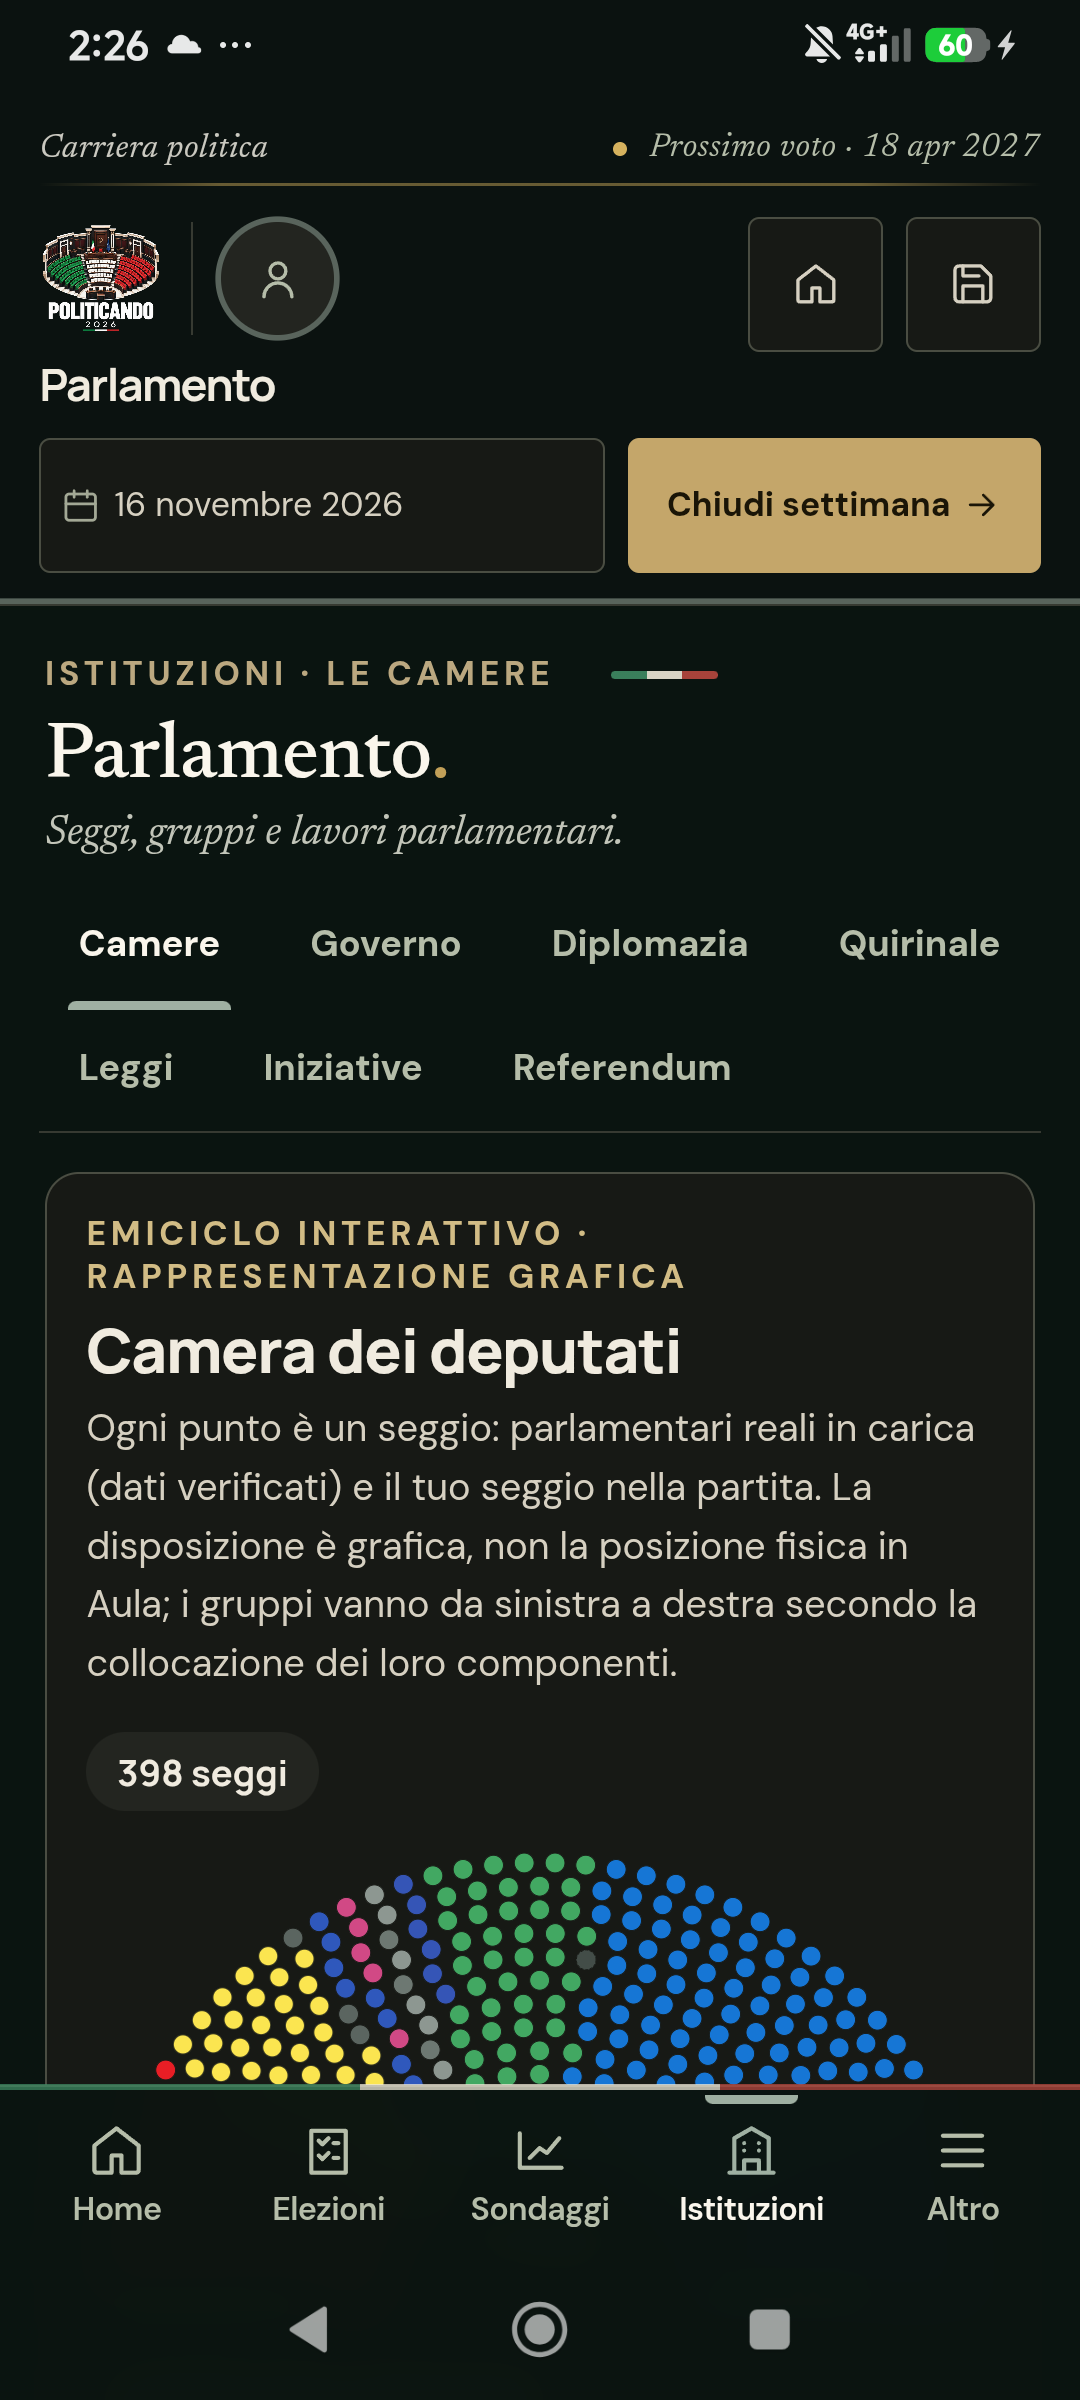 2:26 ... 4G+ 60
Carriera politica
Prossimo voto · 18 apr 2027
POLITICANDO
2026
Parlamento
16 novembre 2026
Chiudi settimana →
ISTITUZIONI · LE CAMERE
Parlamento.
Seggi, gruppi e lavori parlamentari.
Camere Governo Diplomazia Quirinale
Leggi Iniziative Referendum
EMICICLO INTERATTIVO ·
RAPPRESENTAZIONE GRAFICA
Camera dei deputati
Ogni punto è un seggio: parlamentari reali in carica
(dati verificati) e il tuo seggio nella partita. La
disposizione è grafica, non la posizione fisica in
Aula; i gruppi vanno da sinistra a destra secondo la
collocazione dei loro componenti.
398 seggi
Home Elezioni Sondaggi Istituzioni Altro